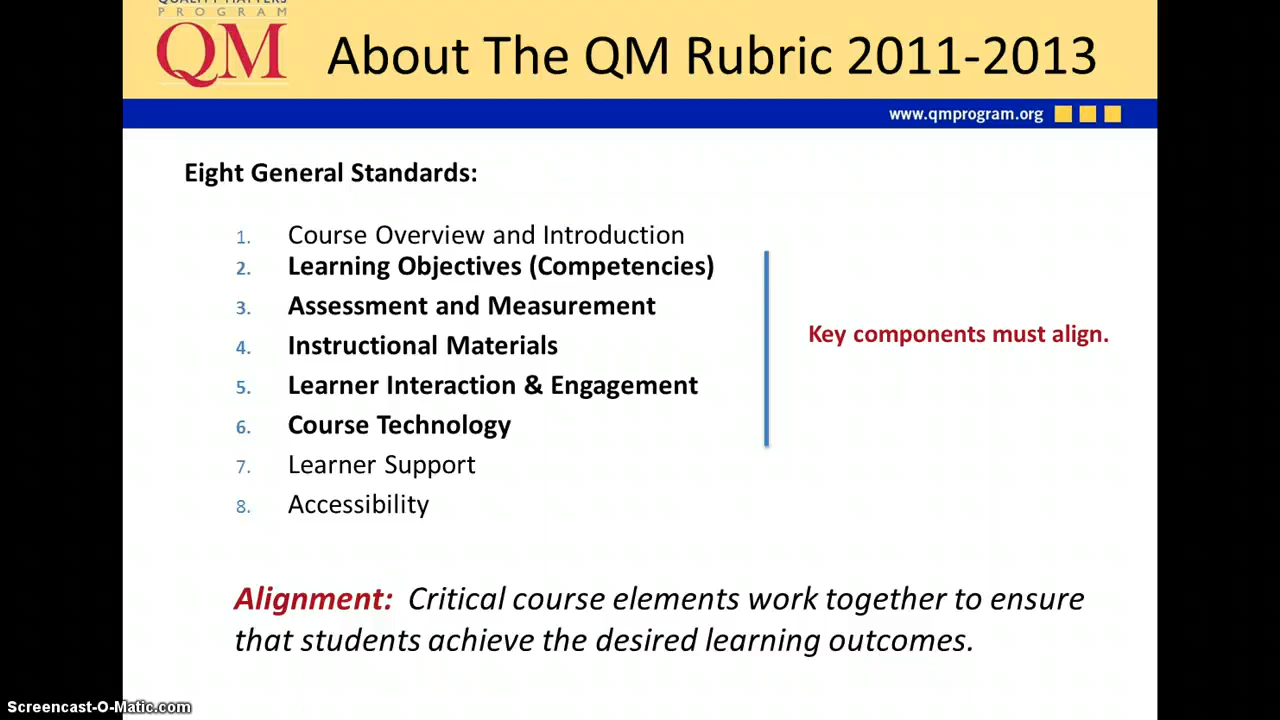 QUALITY MATTERS
PROGRAM
QM
About The QM Rubric 2011-2013
www.qmprogram.org
Eight General Standards:
1. Course Overview and Introduction
2. Learning Objectives (Competencies)
3. Assessment and Measurement
4. Instructional Materials
5. Learner Interaction & Engagement
6. Course Technology
7. Learner Support
8. Accessibility
Key components must align.
Alignment: Critical course elements work together to ensure
that students achieve the desired learning outcomes.
Screencast-O-Matic.com